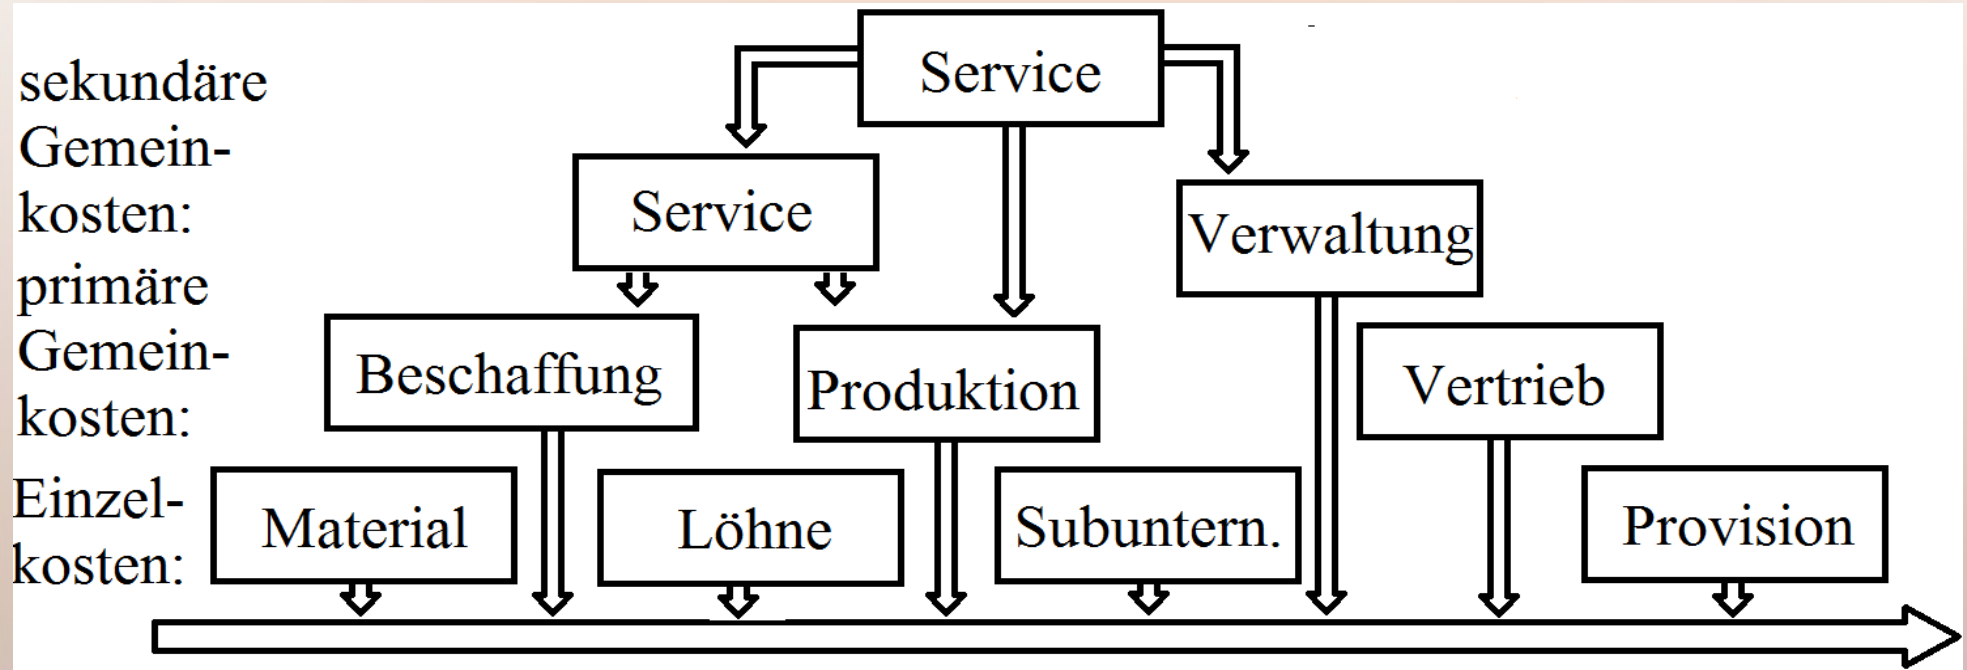 sekundäre
Gemein-
kosten:
primäre
Gemein-
kosten:
Einzel-
kosten:
Service
Service
Verwaltung
Beschaffung
Produktion
Vertrieb
Material
Löhne
Subuntern.
Provision